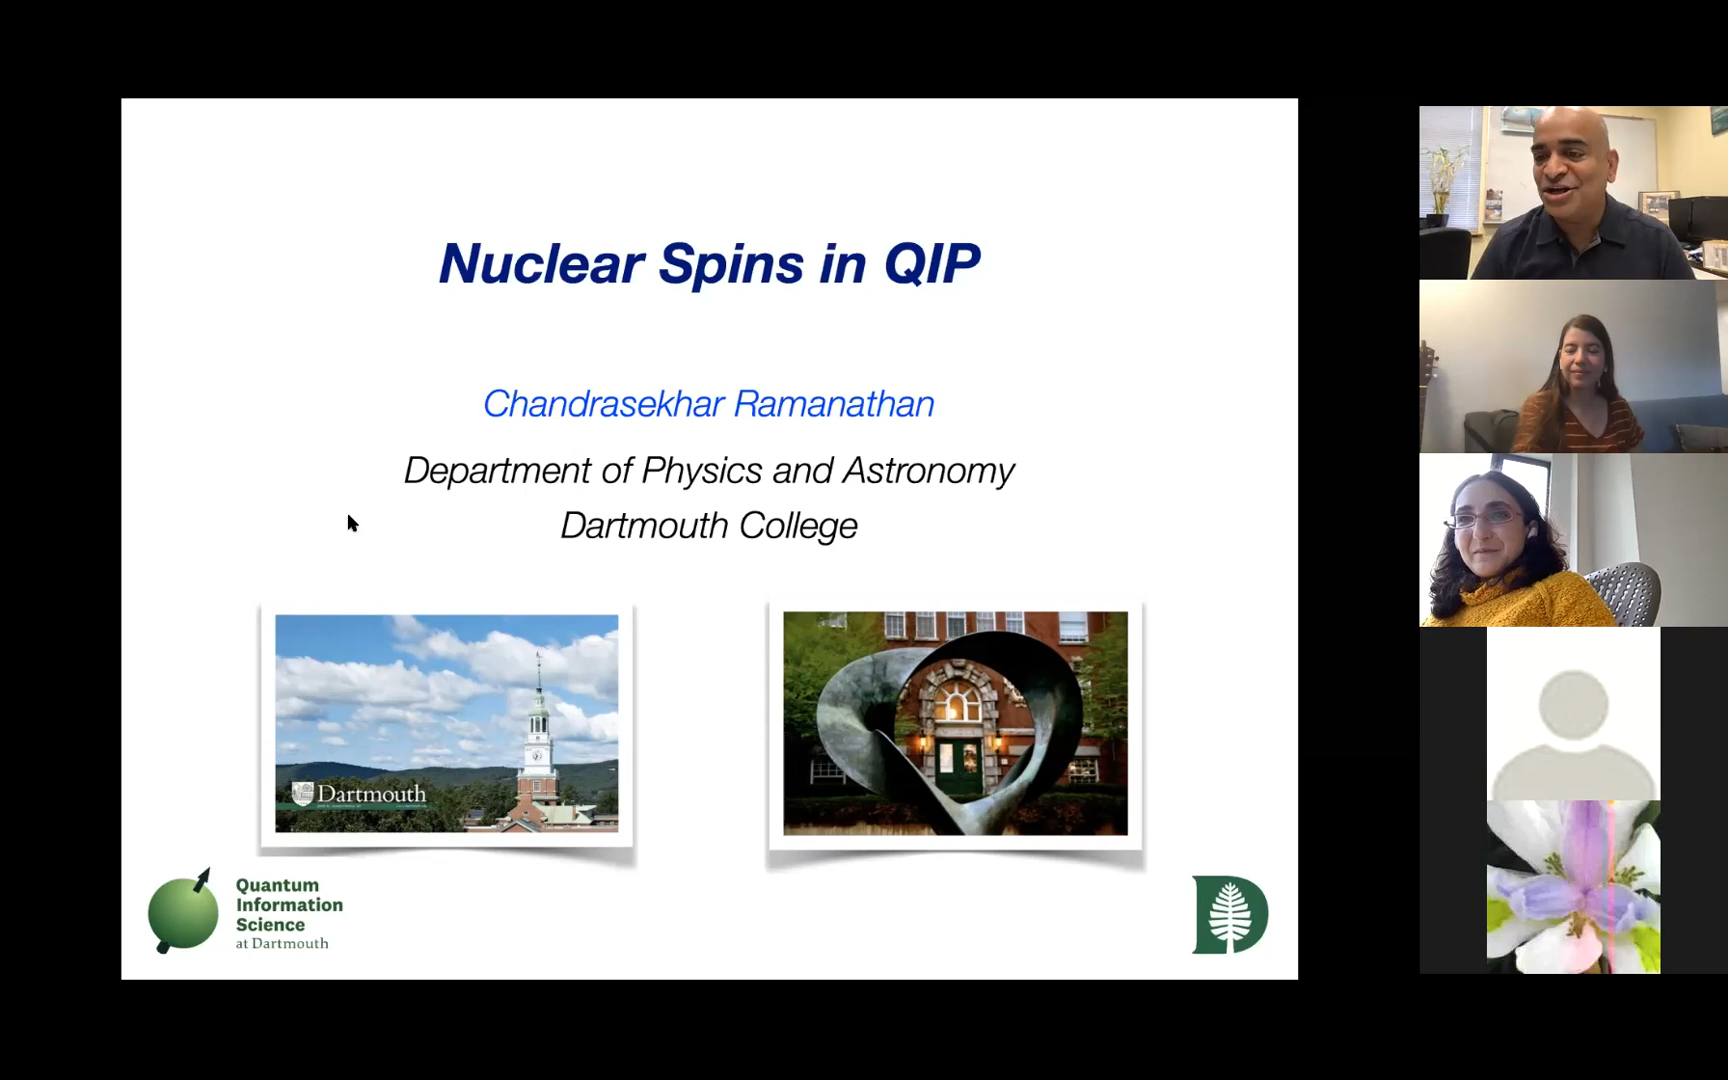 Nuclear Spins in QIP
Chandrasekhar Ramanathan
Department of Physics and Astronomy
Dartmouth College
Dartmouth
Quantum
Information
Science
at Dartmouth
D